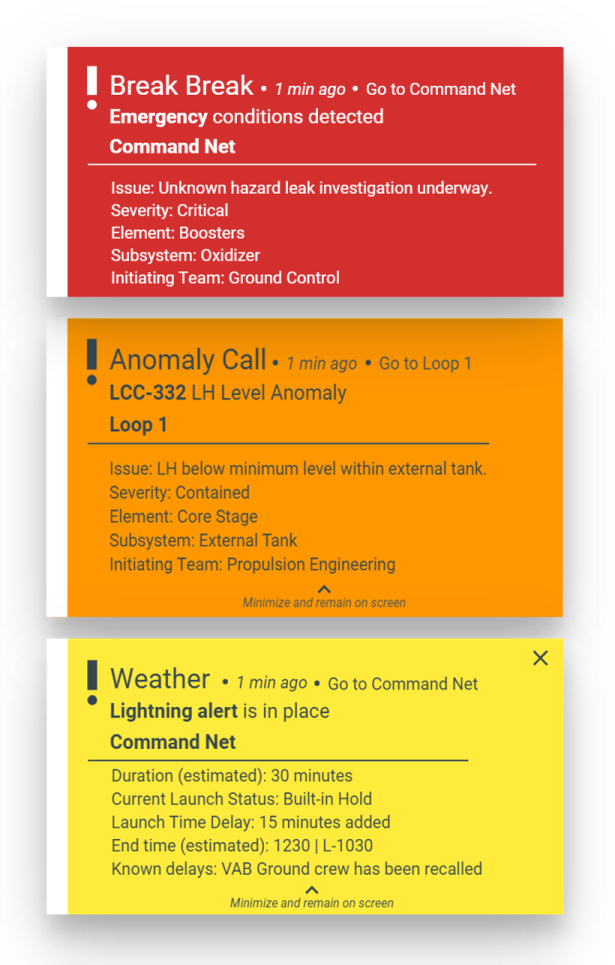 Break Break • 1 min ago • Go to Command Net
Emergency conditions detected
Command Net
Issue: Unknown hazard leak investigation underway.
Severity: Critical
Element: Boosters
Subsystem: Oxidizer
Initiating Team: Ground Control
Anomaly Call • 1 min ago • Go to Loop 1
LCC-332 LH Level Anomaly
Loop 1
Issue: LH below minimum level within external tank.
Severity: Contained
Element: Core Stage
Subsystem: External Tank
Initiating Team: Propulsion Engineering
Minimize and remain on screen
Weather • 1 min ago • Go to Command Net
Lightning alert is in place
Command Net
Duration (estimated): 30 minutes
Current Launch Status: Built-in Hold
Launch Time Delay: 15 minutes added
End time (estimated): 1230 | L-1030
Known delays: VAB Ground crew has been recalled
Minimize and remain on screen